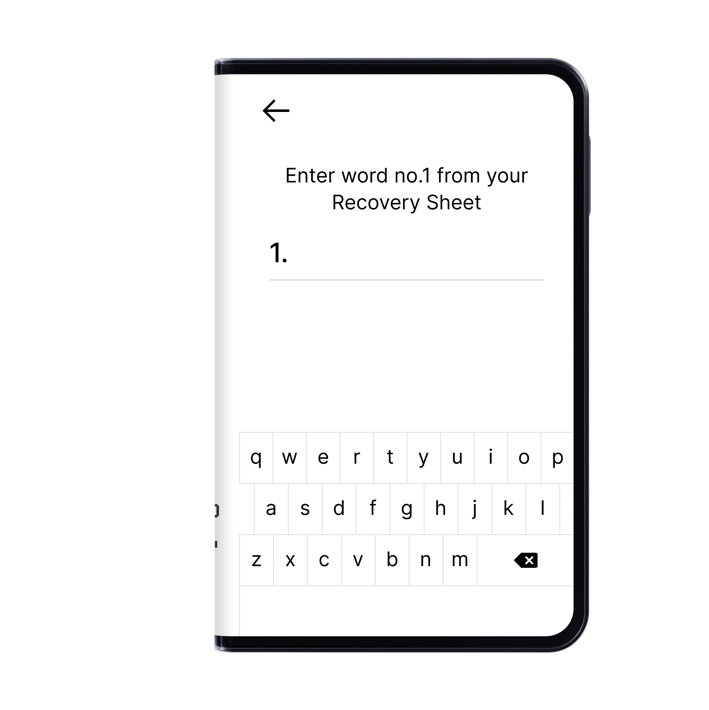 Enter word no.1 from your
Recovery Sheet
1.
q w e r t y u i o p
a s d f g h j k l
z x c v b n m